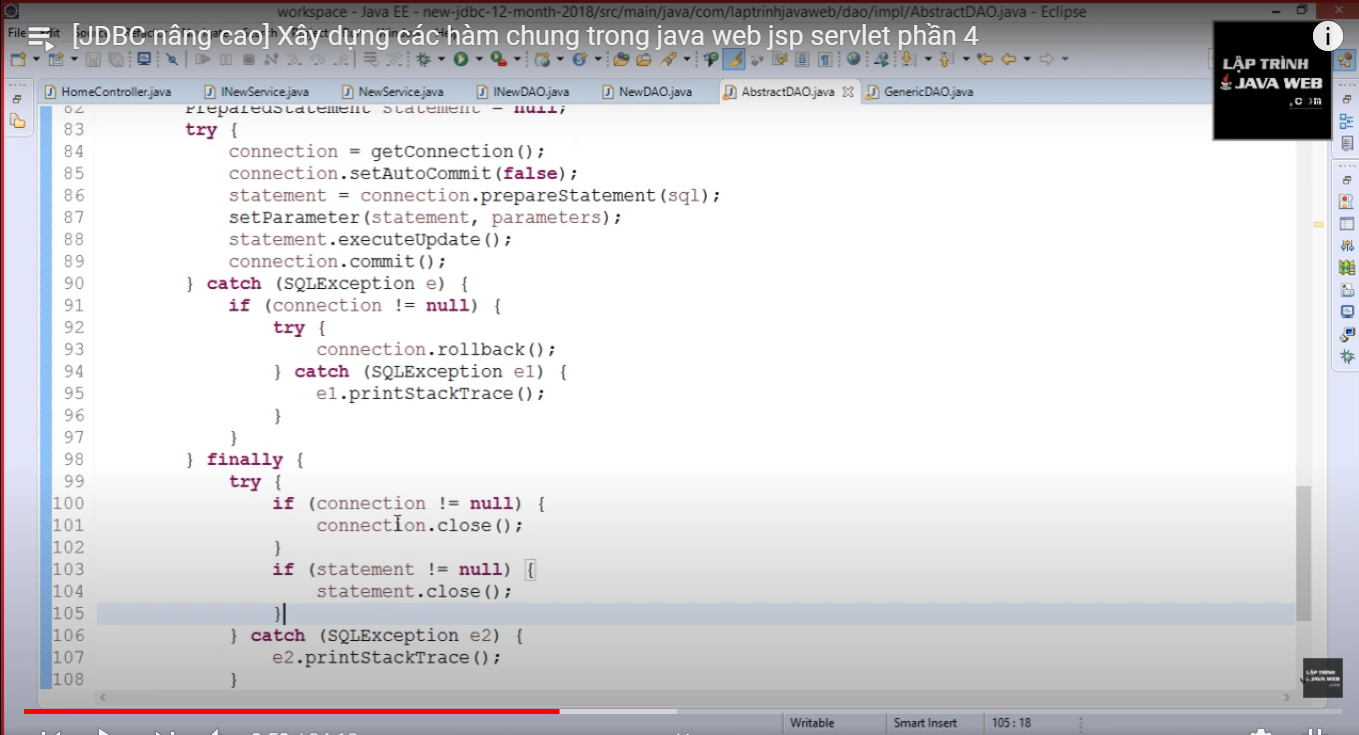 workspace - Java EE - new-jdbc-12-month-2018/src/main/java/com/laptrinhjavaweb/dao/impl/AbstractDAO.java - Eclipse
File
[JDBC nâng cao] Xây dựng các hàm chung trong java web jsp servlet phần 4
LẬP TRÌNH
JAVA WEB
.com
HomeController.java INewService.java NewService.java INewDAO.java NewDAO.java AbstractDAO.java GenericDAO.java
82 PreparedStatement statement = null;
83 try {
84 connection = getConnection();
85 connection.setAutoCommit(false);
86 statement = connection.prepareStatement(sql);
87 setParameter(statement, parameters);
88 statement.executeUpdate();
89 connection.commit();
90 } catch (SQLException e) {
91 if (connection != null) {
92 try {
93 connection.rollback();
94 } catch (SQLException e1) {
95 e1.printStackTrace();
96 }
97 }
98 } finally {
99 try {
100 if (connection != null) {
101 connection.close();
102 }
103 if (statement != null) {
104 statement.close();
105 }
106 } catch (SQLException e2) {
107 e2.printStackTrace();
108 }
LẬP TRÌNH
JAVA WEB
Writable Smart Insert 105 : 18